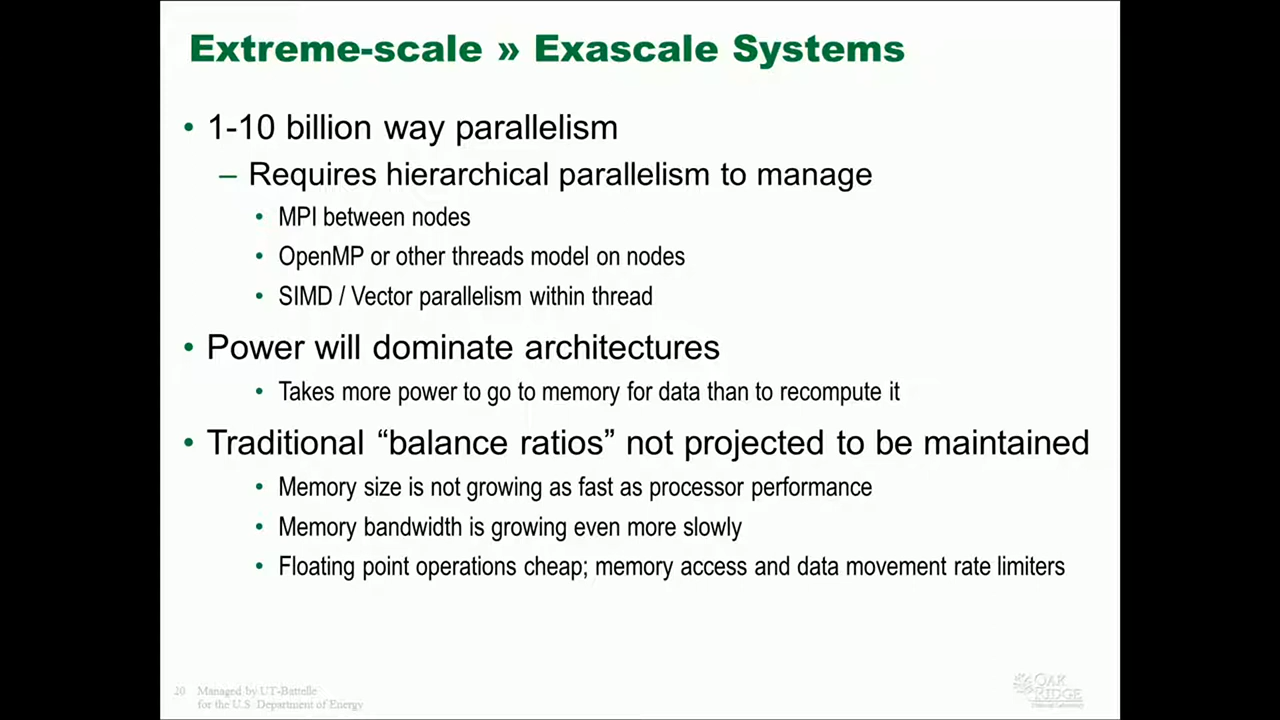 Extreme-scale » Exascale Systems
• 1-10 billion way parallelism
– Requires hierarchical parallelism to manage
• MPI between nodes
• OpenMP or other threads model on nodes
• SIMD / Vector parallelism within thread
• Power will dominate architectures
• Takes more power to go to memory for data than to recompute it
• Traditional “balance ratios” not projected to be maintained
• Memory size is not growing as fast as processor performance
• Memory bandwidth is growing even more slowly
• Floating point operations cheap; memory access and data movement rate limiters
20 Managed by UT-Battelle
for the U.S. Department of Energy
OAK
RIDGE
National Laboratory